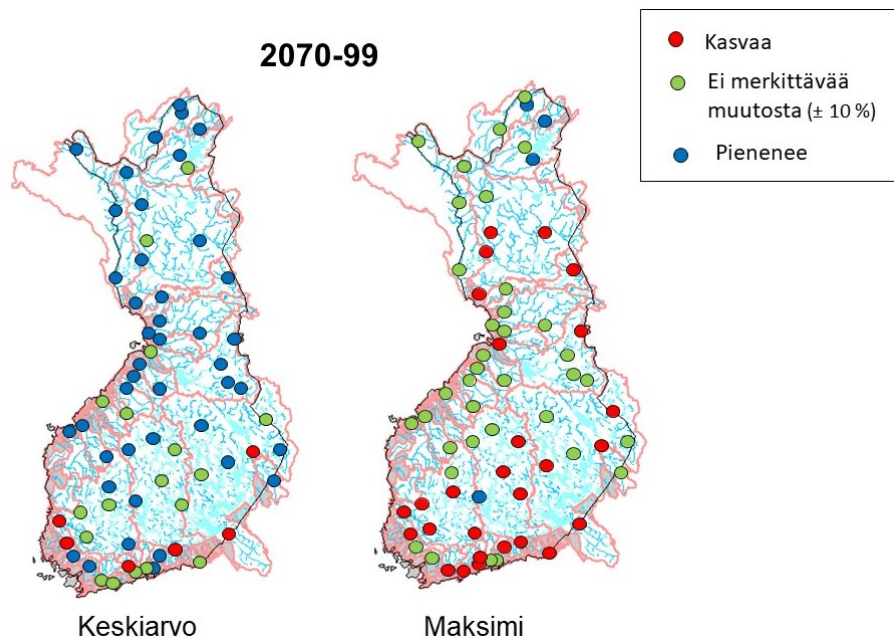 2070-99
Kasvaa
Ei merkittävää
muutosta (± 10 %)
Pienenee
Keskiarvo
Maksimi